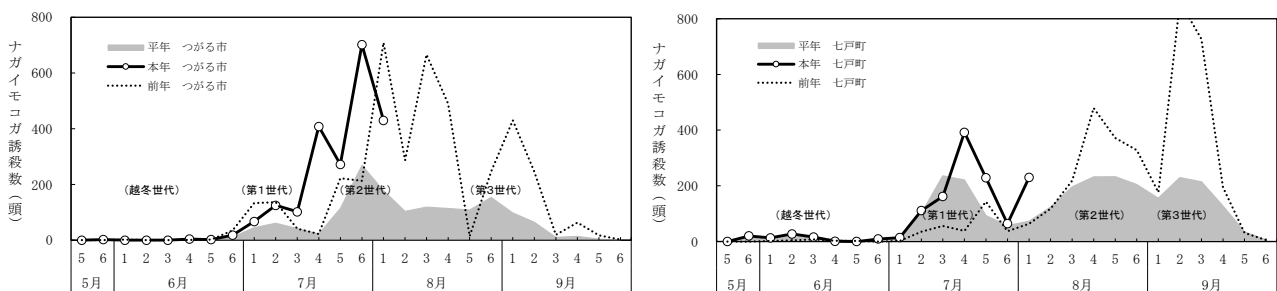 ナガイモコガ誘殺数(頭)
800
600
400
200
0
平年 つがる市
本年 つがる市
前年 つがる市
(越冬世代)
(第1世代)
(第2世代)
(第3世代)
5 6 1 2 3 4 5 6 1 2 3 4 5 6 1 2 3 4 5 6 1 2 3 4 5 6
5月 6月 7月 8月 9月
ナガイモコガ誘殺数(頭)
800
600
400
200
0
平年 七戸町
本年 七戸町
前年 七戸町
(越冬世代)
(第1世代)
(第2世代)
(第3世代)
5 6 1 2 3 4 5 6 1 2 3 4 5 6 1 2 3 4 5 6 1 2 3 4 5 6
5月 6月 7月 8月 9月